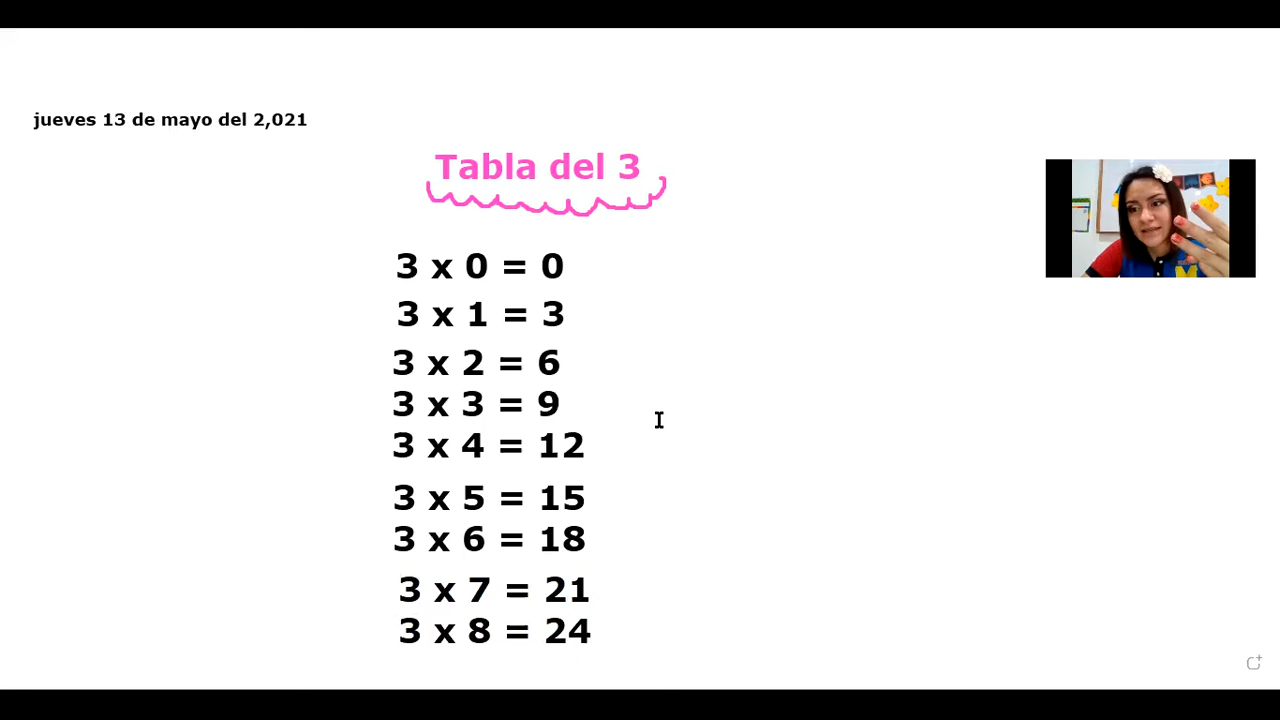 jueves 13 de mayo del 2,021
Tabla del 3
3 x 0 = 0
3 x 1 = 3
3 x 2 = 6
3 x 3 = 9
3 x 4 = 12
3 x 5 = 15
3 x 6 = 18
3 x 7 = 21
3 x 8 = 24